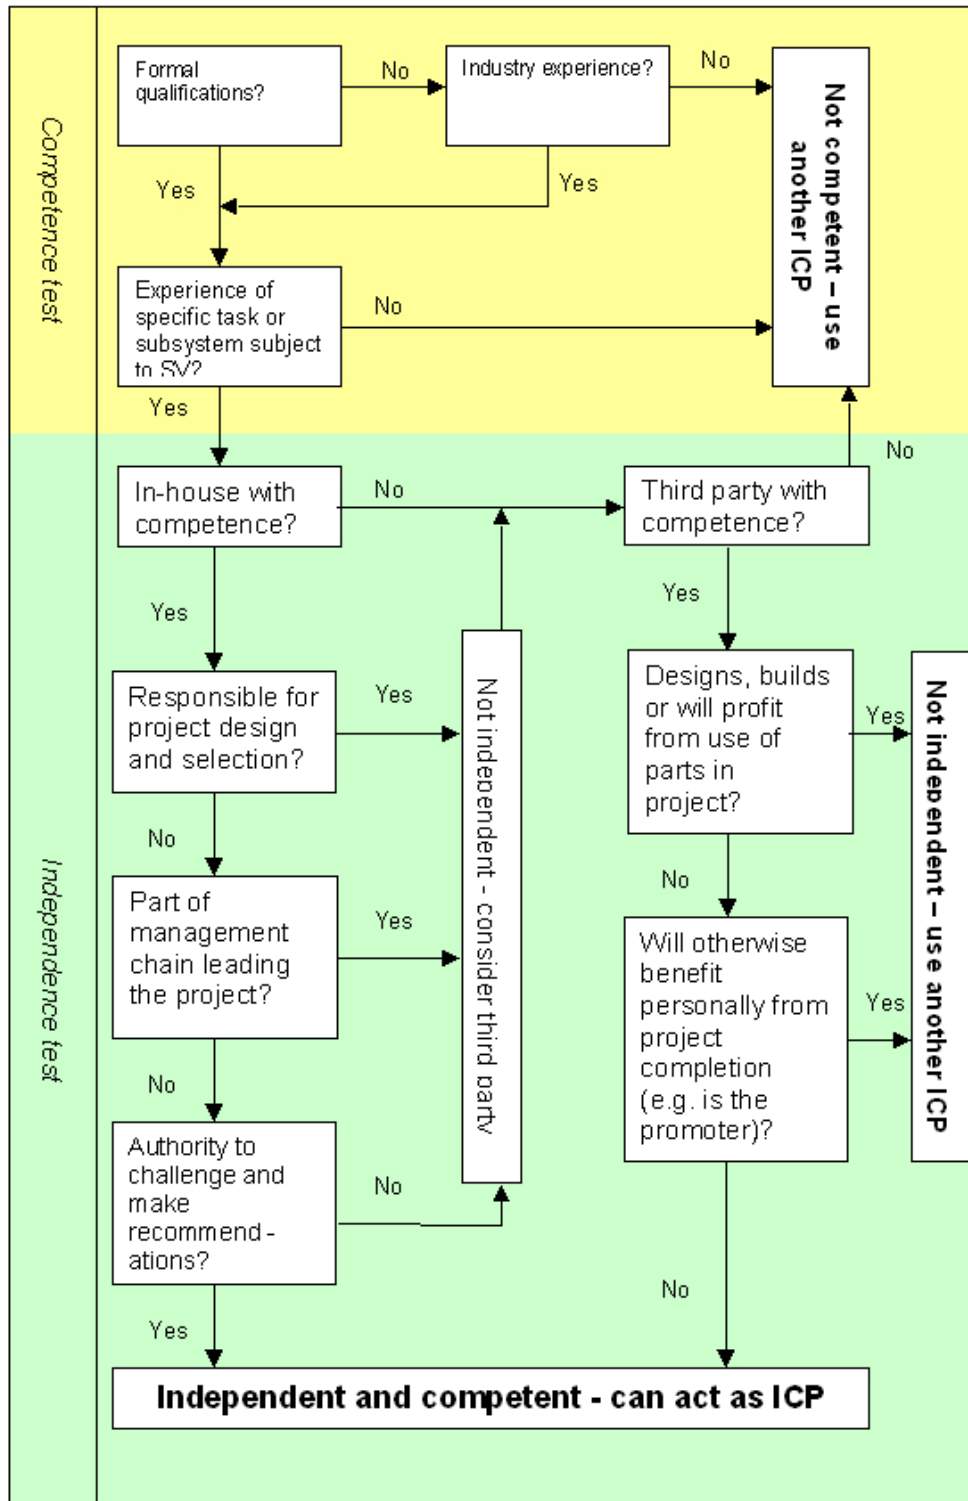 Competence test
Formal
qualifications?
No
Industry experience?
No
Not competent – use
another ICP
Yes
Yes
Experience of
specific task or
subsystem subject
to SV?
No
Yes
No
Independence test
In-house with
competence?
No
Third party with
competence?
Yes
Yes
Responsible for
project design
and selection?
Yes
Not independent - consider third party
Designs, builds
or will profit
from use of
parts in
project?
Yes
Not independent – use another ICP
No
No
Part of
management
chain leading
the project?
Yes
Will otherwise
benefit
personally from
project
completion
(e.g. is the
promoter)?
Yes
No
Authority to
challenge and
make
recommend -
ations?
No
No
Yes
Independent and competent - can act as ICP